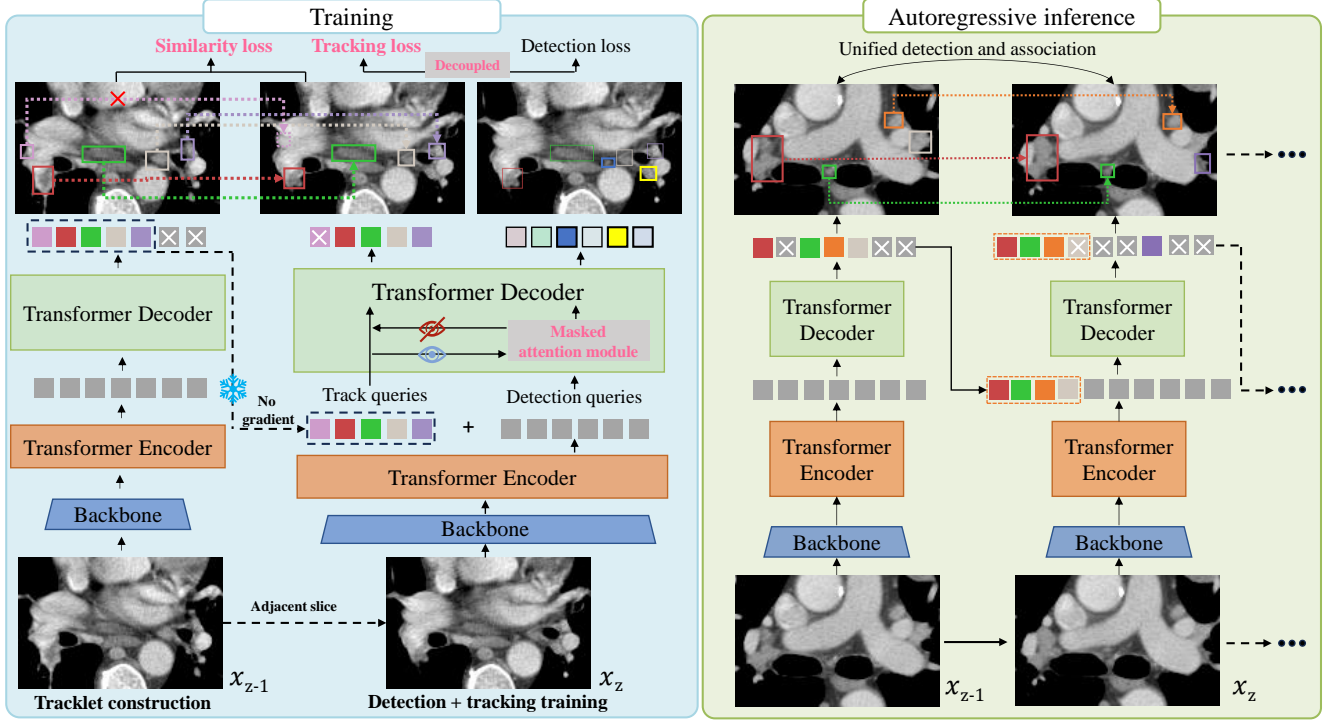 Training
Similarity loss
Tracking loss
Detection loss
Decoupled
Transformer Decoder
Transformer Decoder
Masked
attention module
No
gradient
Track queries
Detection queries
+
Transformer Encoder
Transformer Encoder
Backbone
Backbone
Adjacent slice
x_{z-1}
x_z
Tracklet construction
Detection + tracking training
Autoregressive inference
Unified detection and association
Transformer
Decoder
Transformer
Decoder
Transformer
Encoder
Transformer
Encoder
Backbone
Backbone
x_{z-1}
x_z